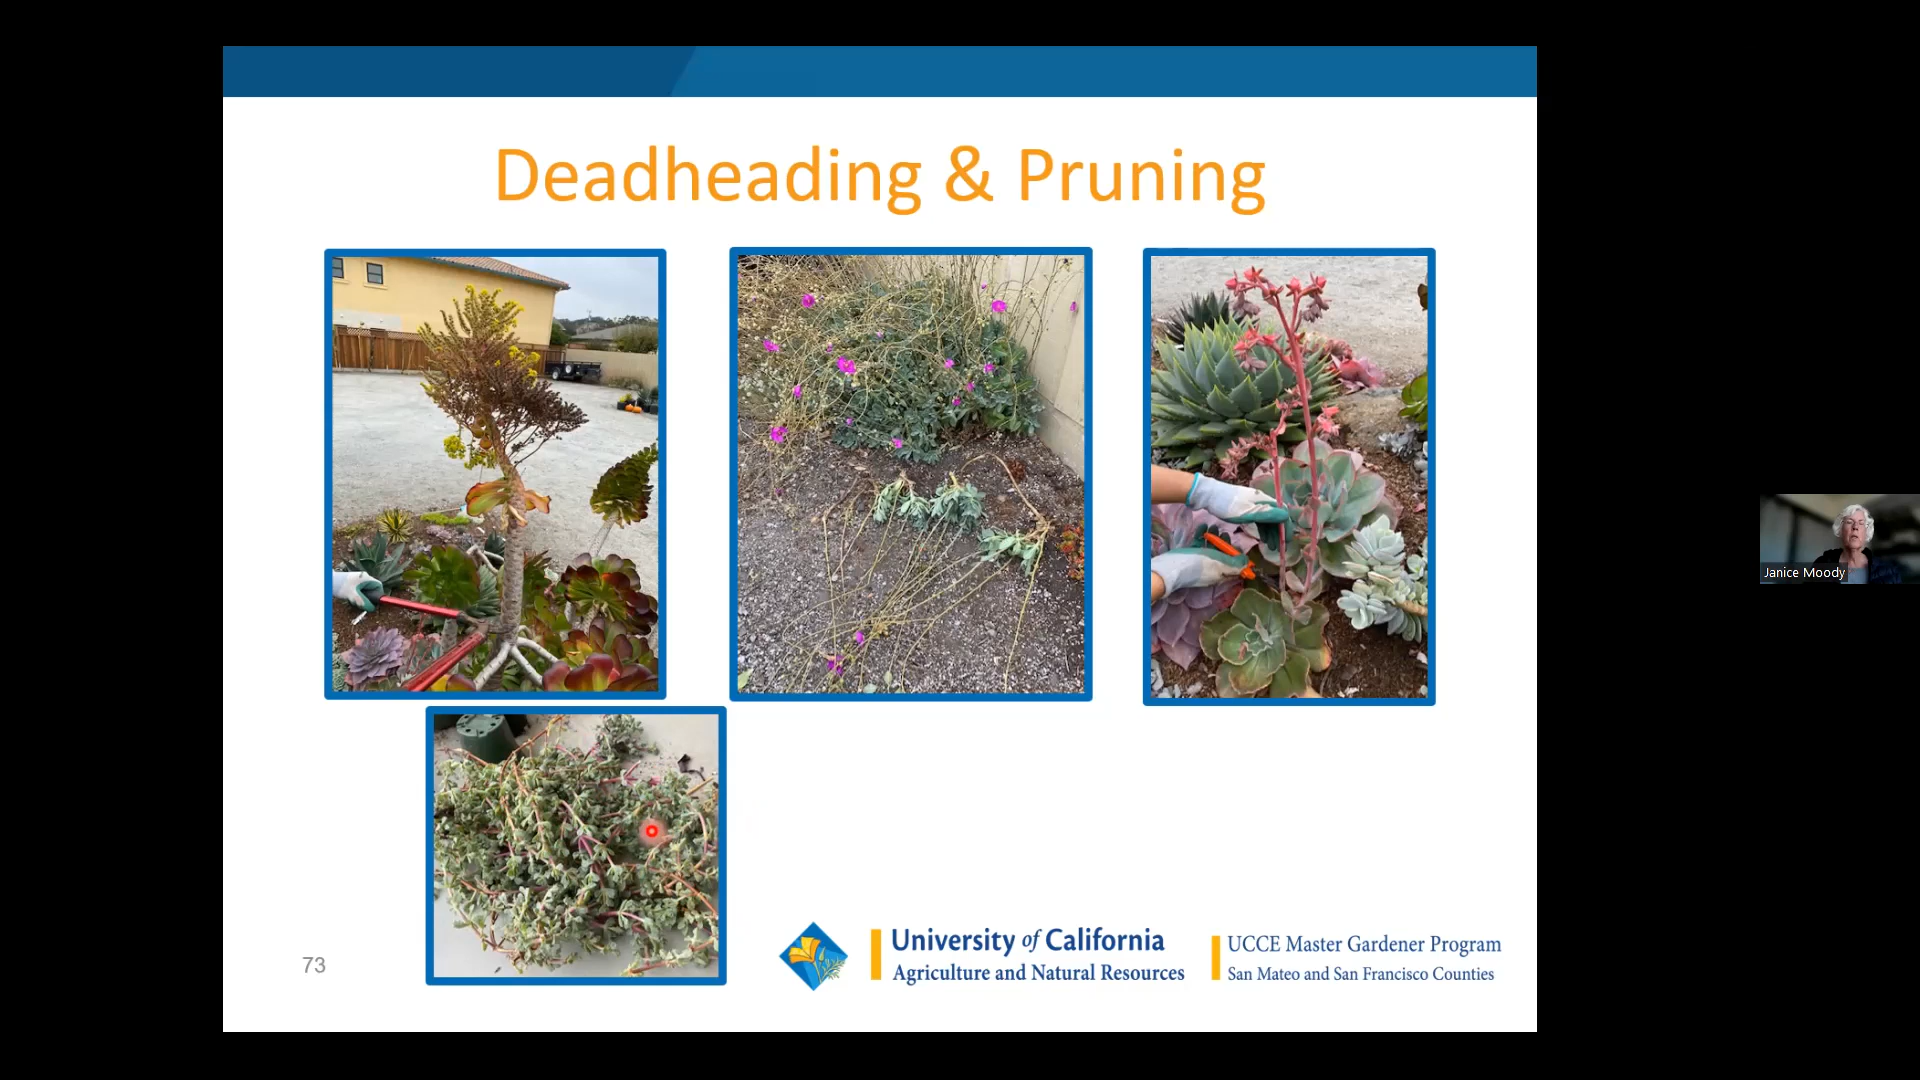 Deadheading & Pruning
Janice Moody
University of California
Agriculture and Natural Resources
UCCE Master Gardener Program
San Mateo and San Francisco Counties
73